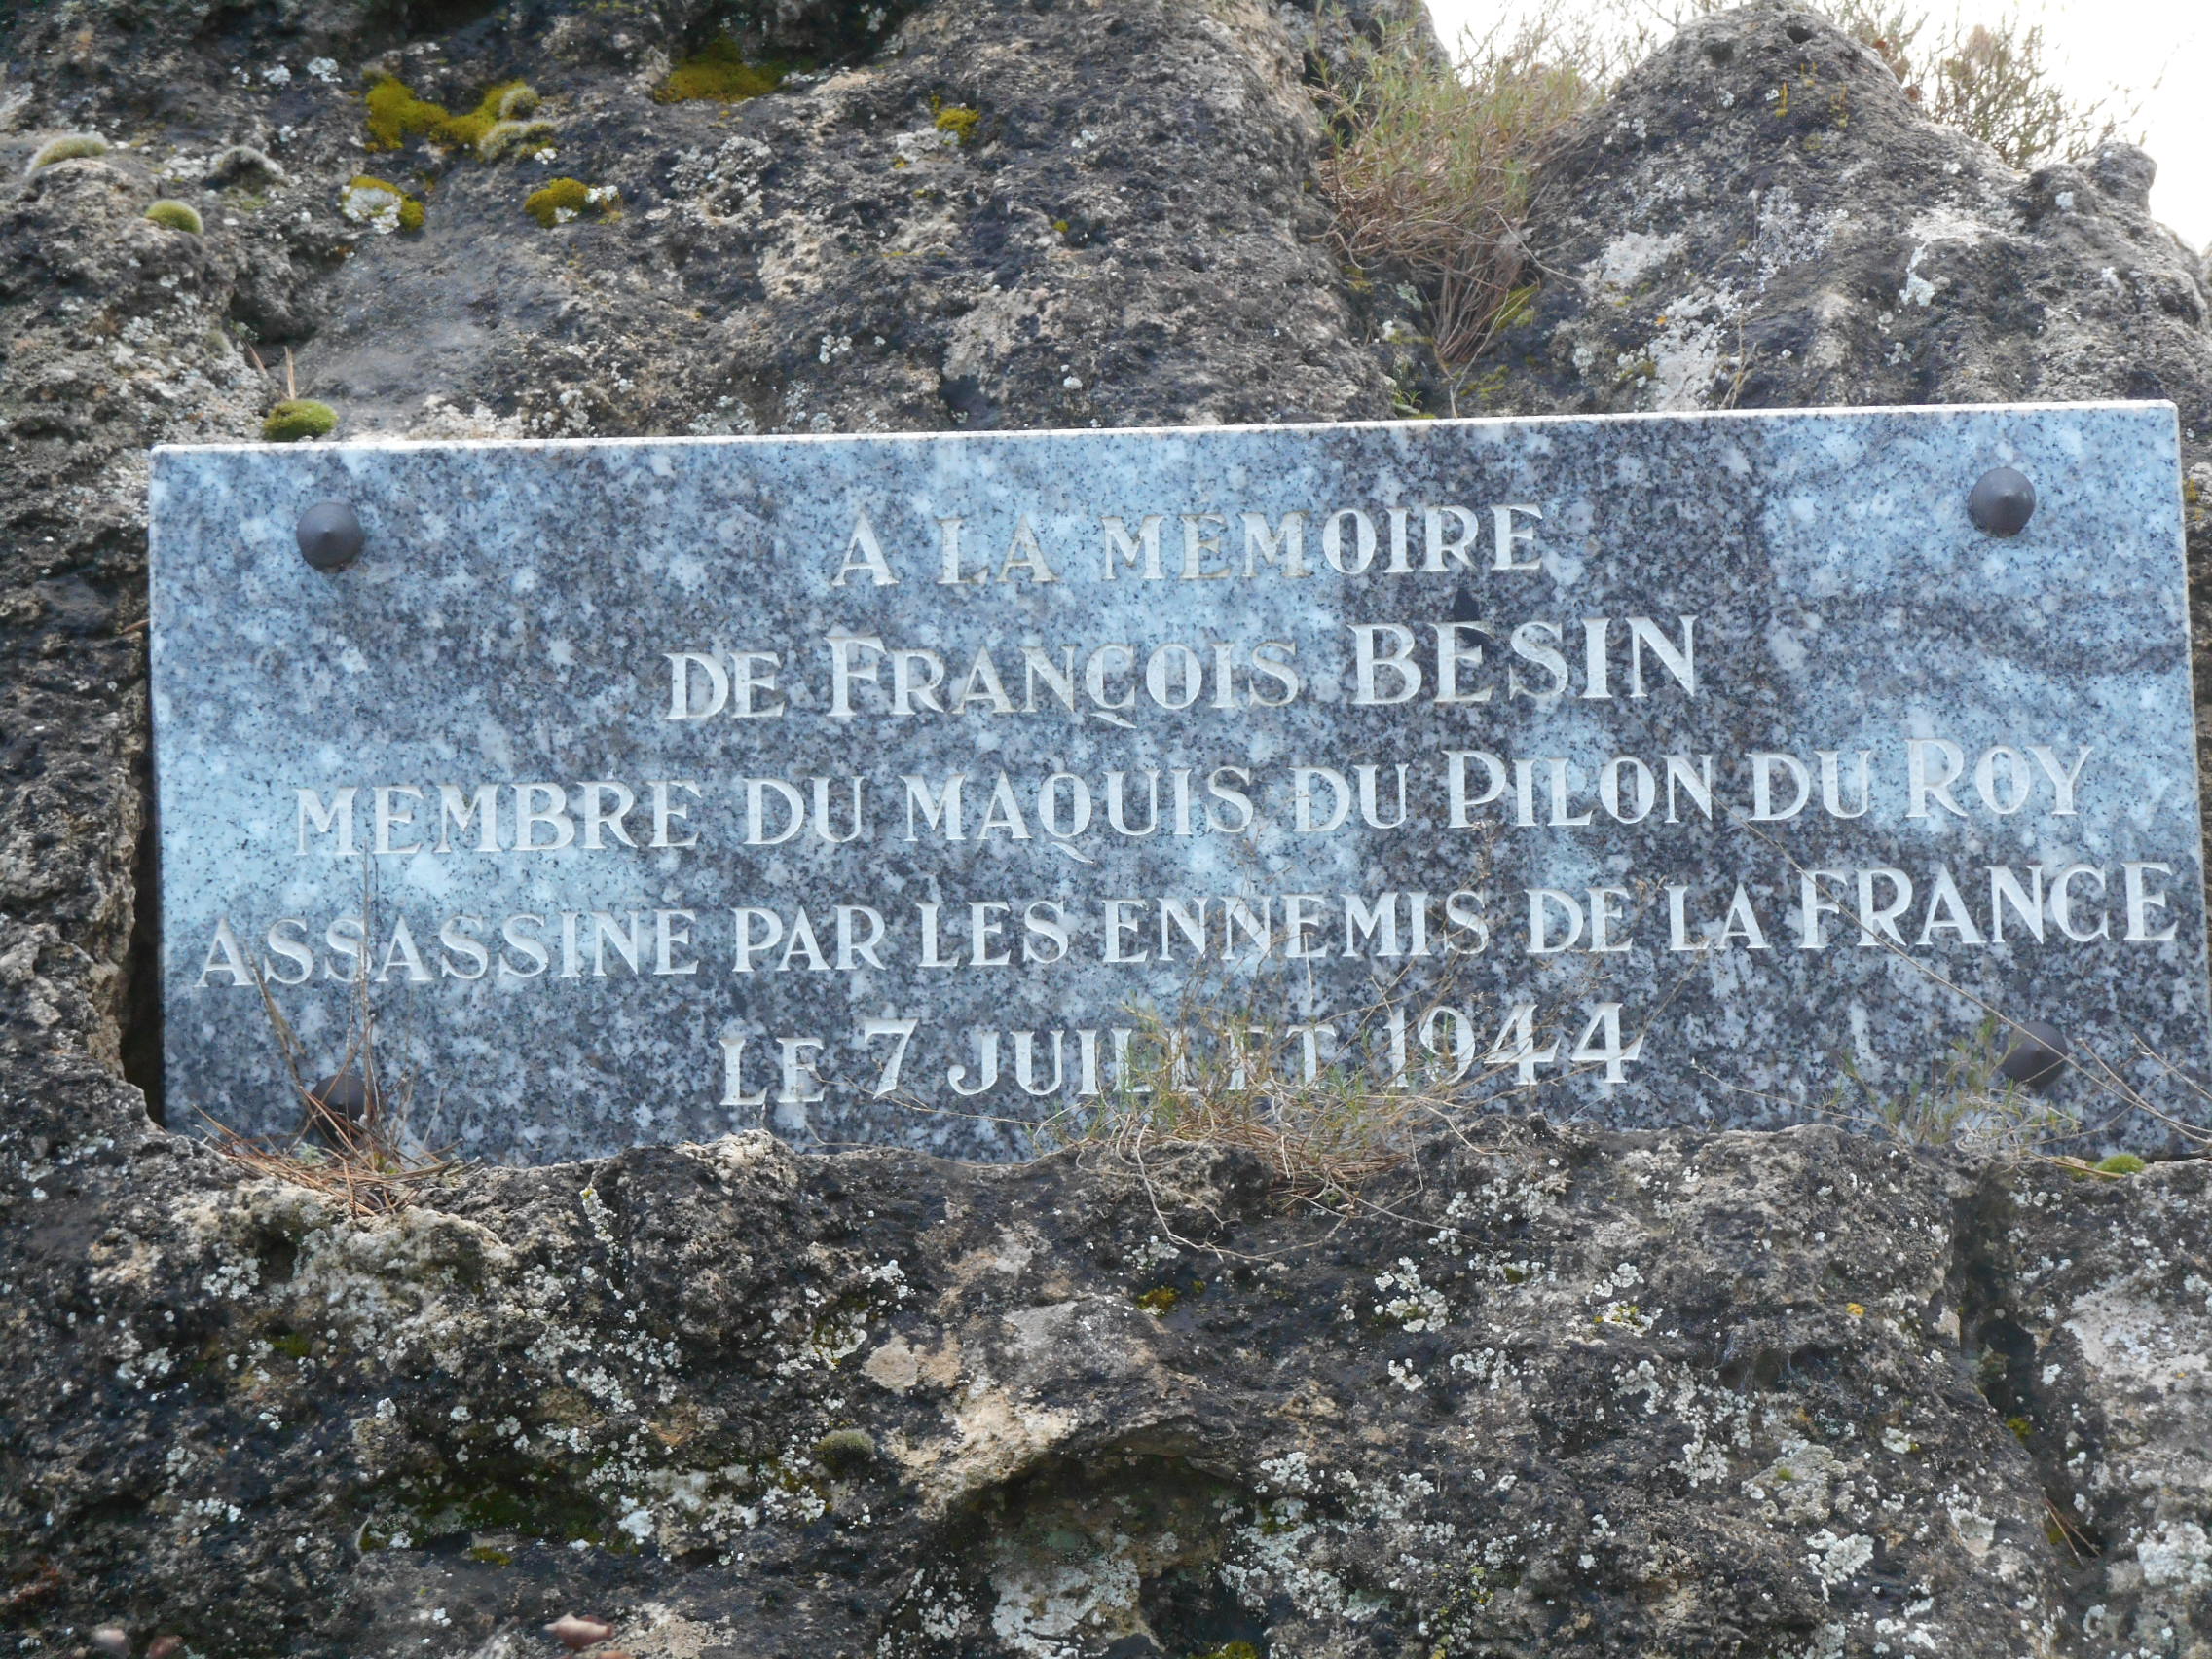 A LA MEMOIRE
DE FRANÇOIS BESIN
MEMBRE DU MAQUIS DU PILON DU ROY
ASSASSINE PAR LES ENNEMIS DE LA FRANCE
LE 7 JUILLET 1944